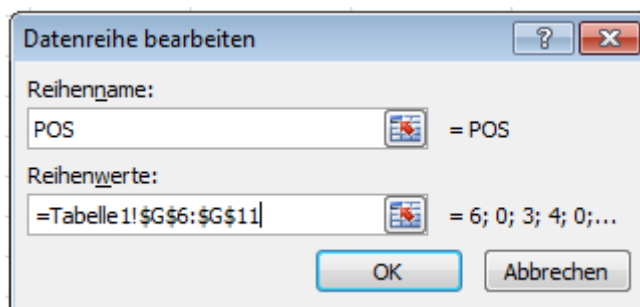 Datenreihe bearbeiten
Reihenname:
POS = POS
Reihenwerte:
=Tabelle1!$G$6:$G$11 = 6; 0; 3; 4; 0;...
OK Abbrechen